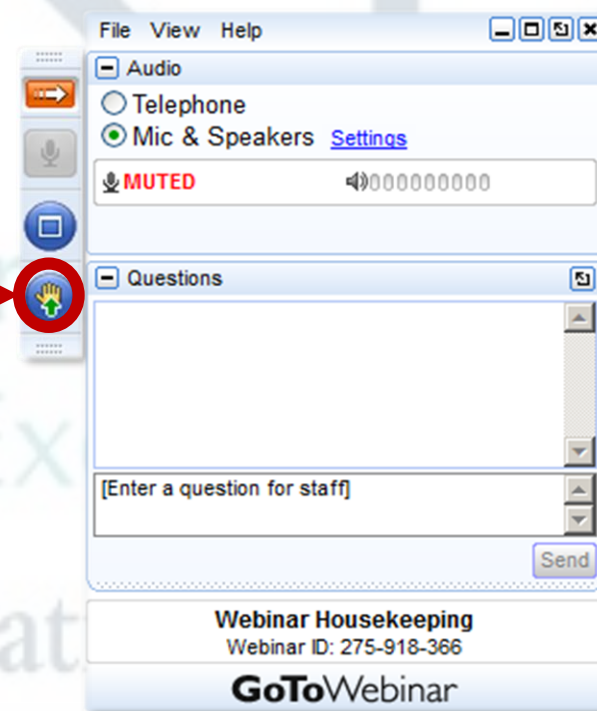 File View Help
Audio
Telephone
Mic & Speakers Settings
MUTED 000000000
Questions
[Enter a question for staff]
Send
Webinar Housekeeping
Webinar ID: 275-918-366
GoToWebinar